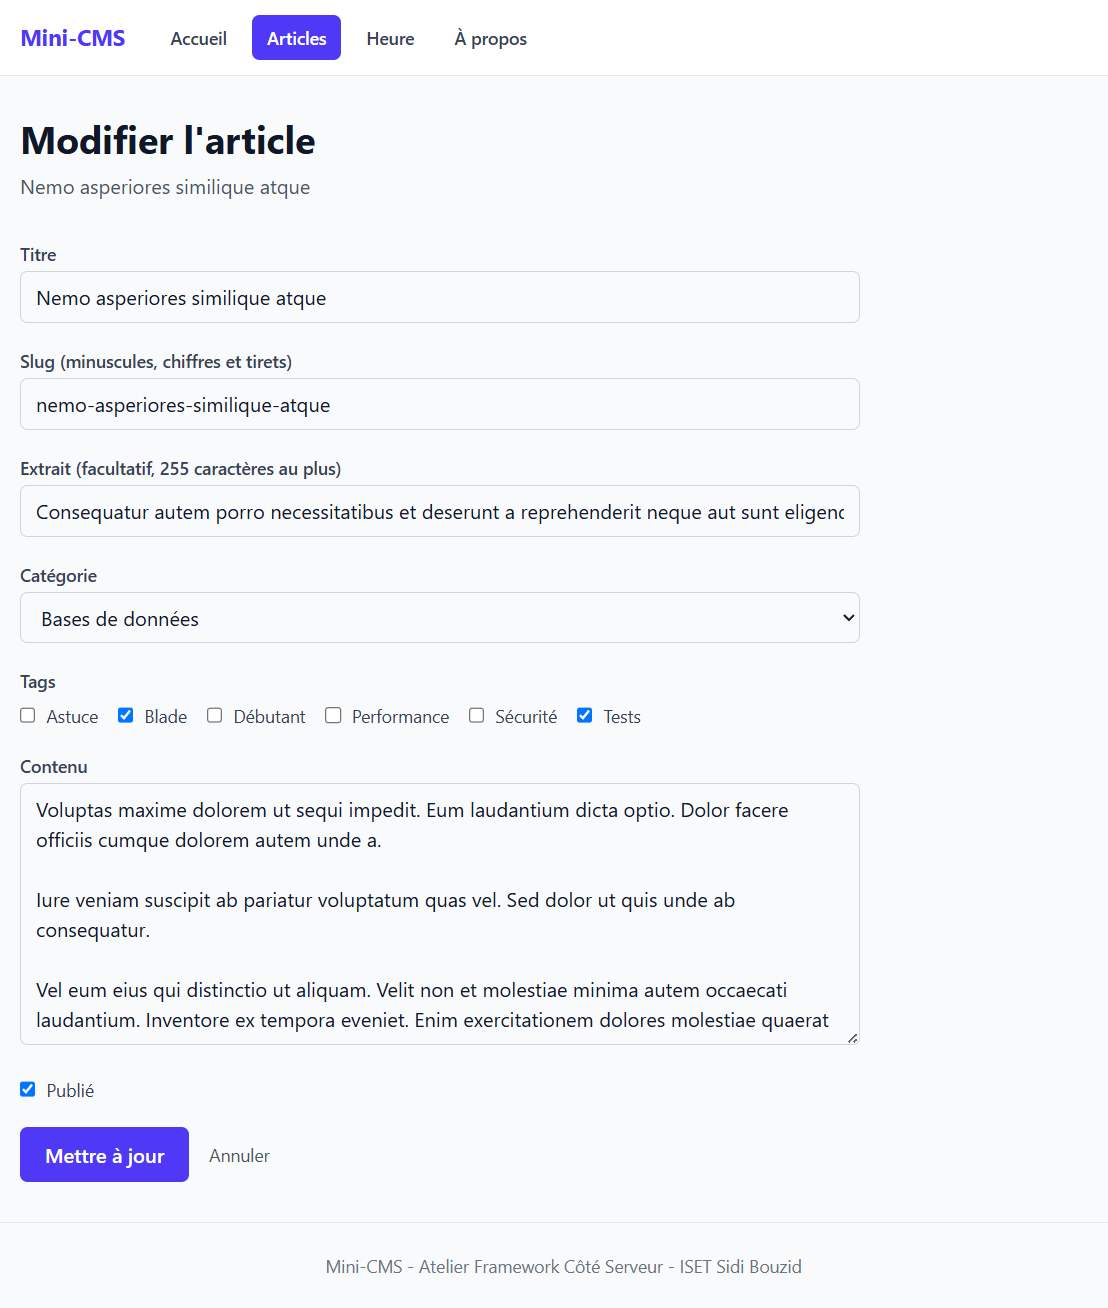 Mini-CMS Accueil Articles Heure À propos
Modifier l'article
Nemo asperiores similique atque
Titre
Nemo asperiores similique atque
Slug (minuscules, chiffres et tirets)
nemo-asperiores-similique-atque
Extrait (facultatif, 255 caractères au plus)
Consequatur autem porro necessitatibus et deserunt a reprehenderit neque aut sunt
Catégorie
Bases de données
Tags
Astuce Blade Débutant Performance Sécurité Tests
Contenu
Voluptas maxime dolorem ut sequi impedit. Eum laudantium dicta optio. Dolor facere
officiis cumque dolorem autem unde a.
Iure veniam suscipit ab pariatur voluptatum quas vel. Sed dolor ut quis unde ab
consequatur.
Vel eum eius qui distinctio ut aliquam. Velit non et molestiae minima autem occaecati
laudantium. Inventore ex tempora eveniet. Enim exercitationem dolores molestiae quaerat
Publié
Mettre à jour Annuler
Mini-CMS - Atelier Framework Côté Serveur - ISET Sidi Bouzid